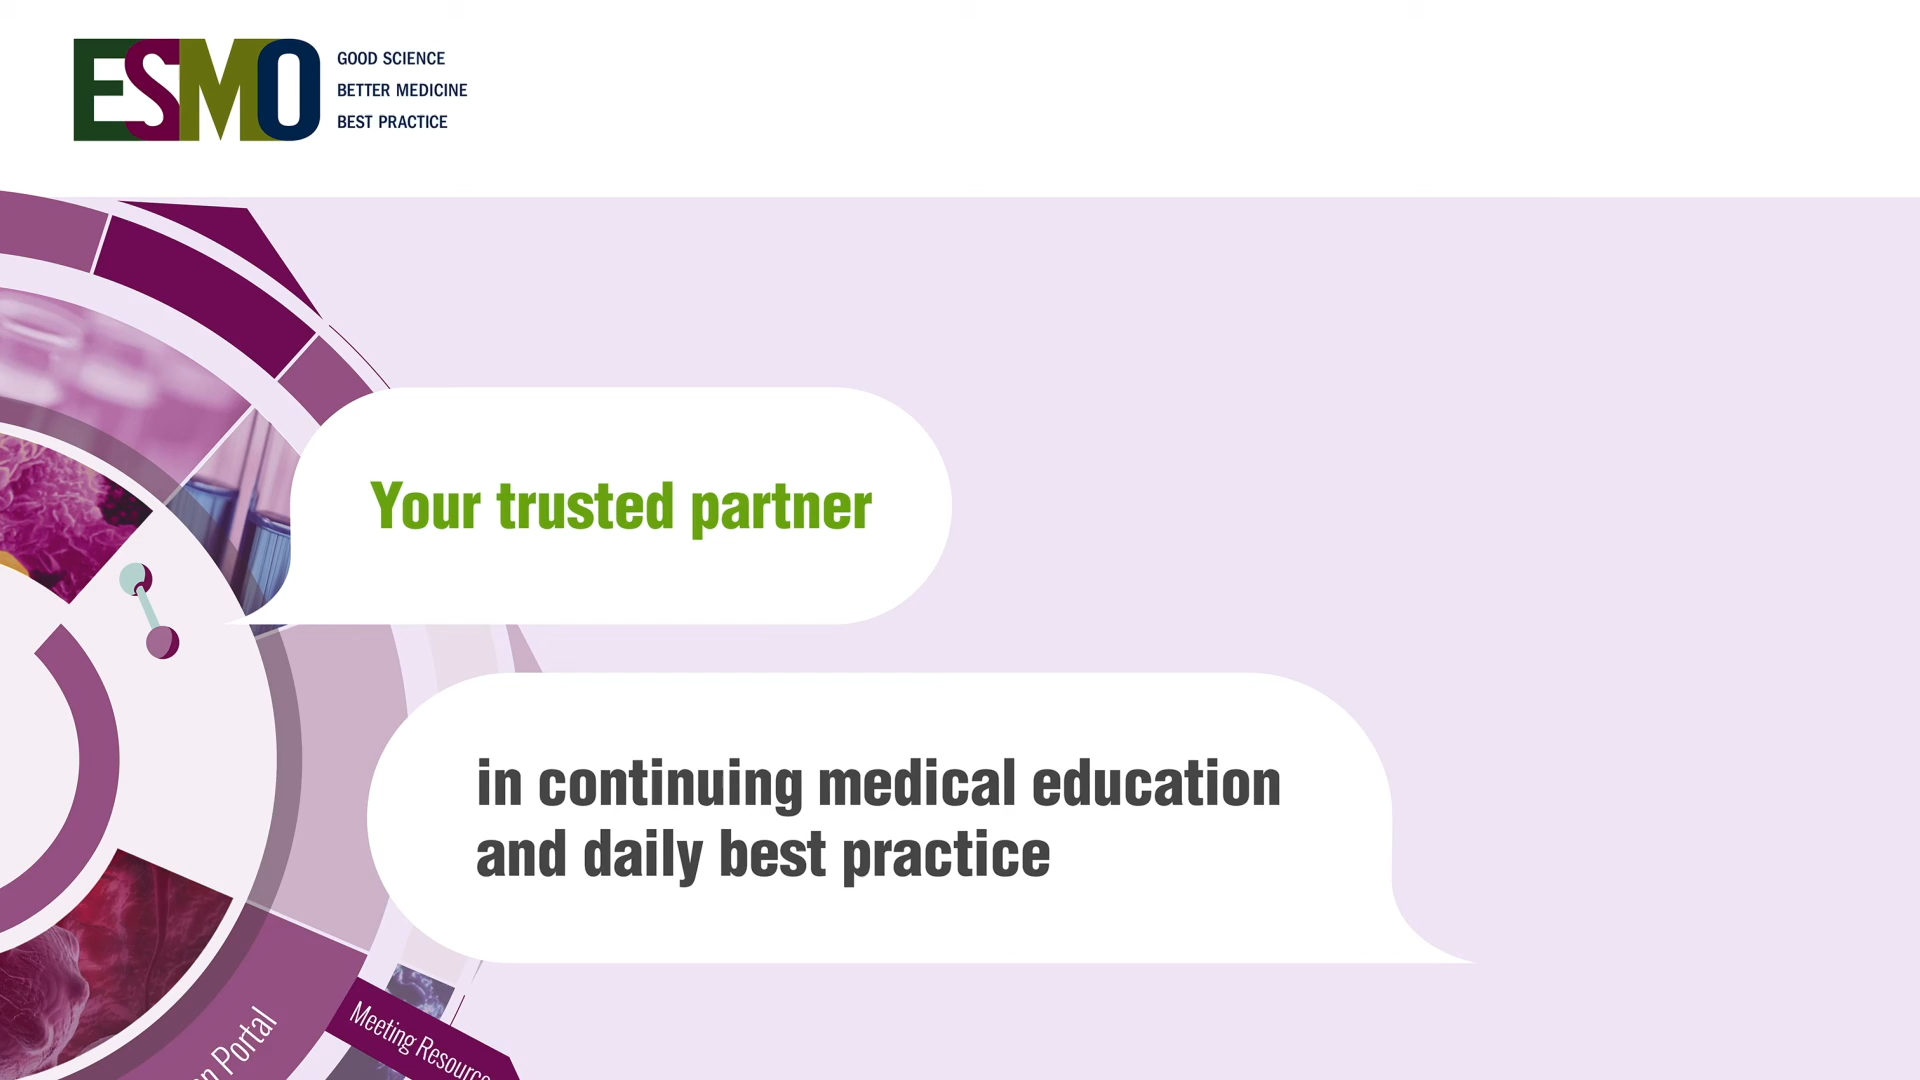 ESMO
GOOD SCIENCE
BETTER MEDICINE
BEST PRACTICE
Your trusted partner
in continuing medical education
and daily best practice
Portal
Meeting